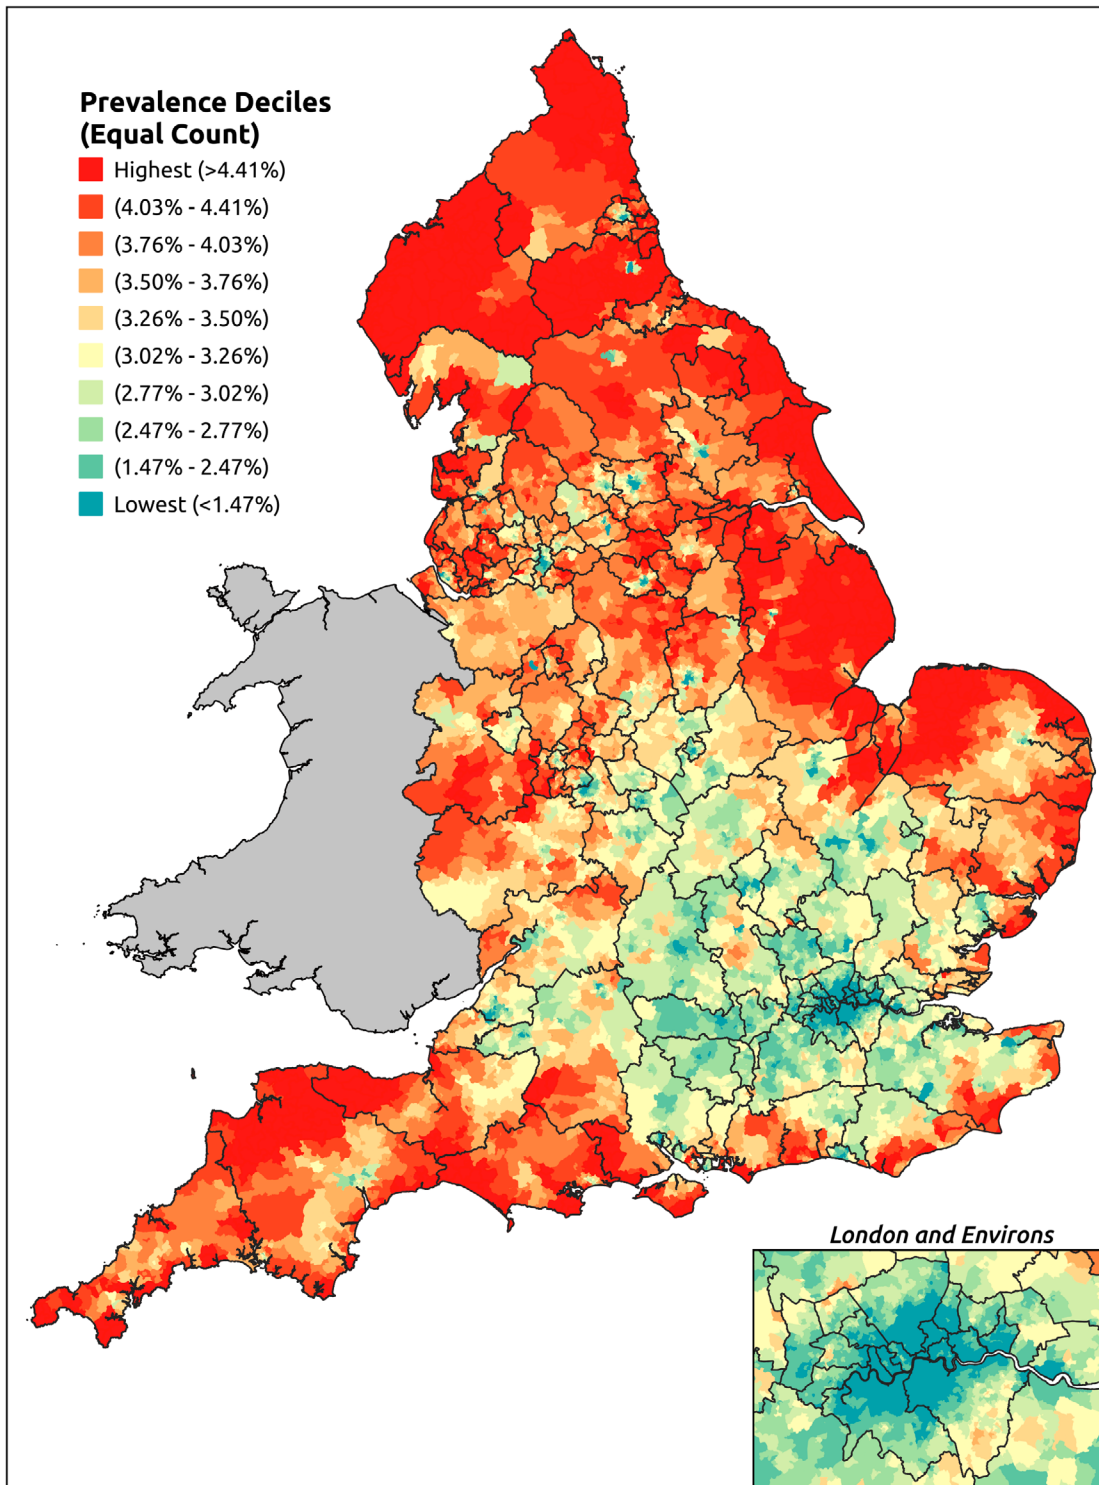 Prevalence Deciles
(Equal Count)
Highest (>4.41%)
(4.03% - 4.41%)
(3.76% - 4.03%)
(3.50% - 3.76%)
(3.26% - 3.50%)
(3.02% - 3.26%)
(2.77% - 3.02%)
(2.47% - 2.77%)
(1.47% - 2.47%)
Lowest (<1.47%)
London and Environs